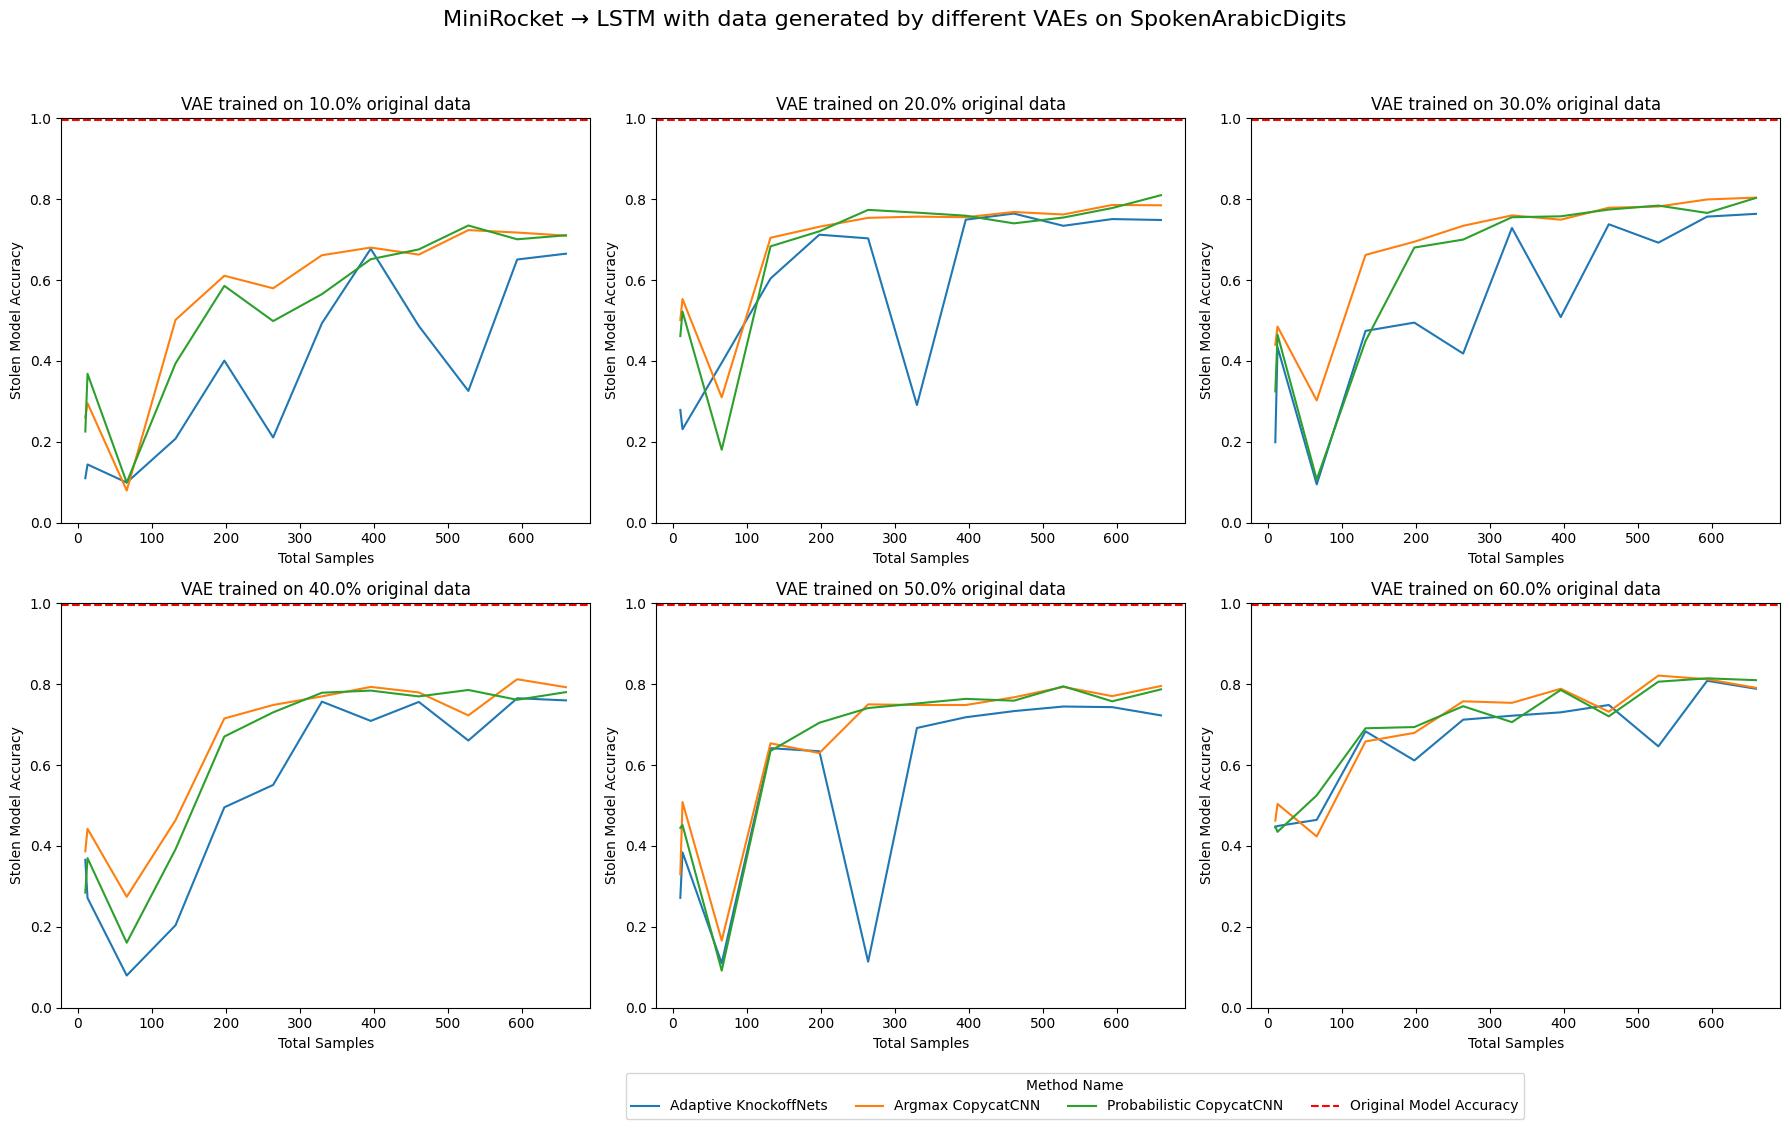 MiniRocket → LSTM with data generated by different VAEs on SpokenArabicDigits
VAE trained on 10.0% original data
1.0
0.8
0.6
0.4
0.2
0.0
Stolen Model Accuracy
0 100 200 300 400 500 600
Total Samples
VAE trained on 20.0% original data
1.0
0.8
0.6
0.4
0.2
0.0
Stolen Model Accuracy
0 100 200 300 400 500 600
Total Samples
VAE trained on 30.0% original data
1.0
0.8
0.6
0.4
0.2
0.0
Stolen Model Accuracy
0 100 200 300 400 500 600
Total Samples
VAE trained on 40.0% original data
1.0
0.8
0.6
0.4
0.2
0.0
Stolen Model Accuracy
0 100 200 300 400 500 600
Total Samples
VAE trained on 50.0% original data
1.0
0.8
0.6
0.4
0.2
0.0
Stolen Model Accuracy
0 100 200 300 400 500 600
Total Samples
VAE trained on 60.0% original data
1.0
0.8
0.6
0.4
0.2
0.0
Stolen Model Accuracy
0 100 200 300 400 500 600
Total Samples
Method Name
Adaptive KnockoffNets Argmax CopycatCNN Probabilistic CopycatCNN Original Model Accuracy